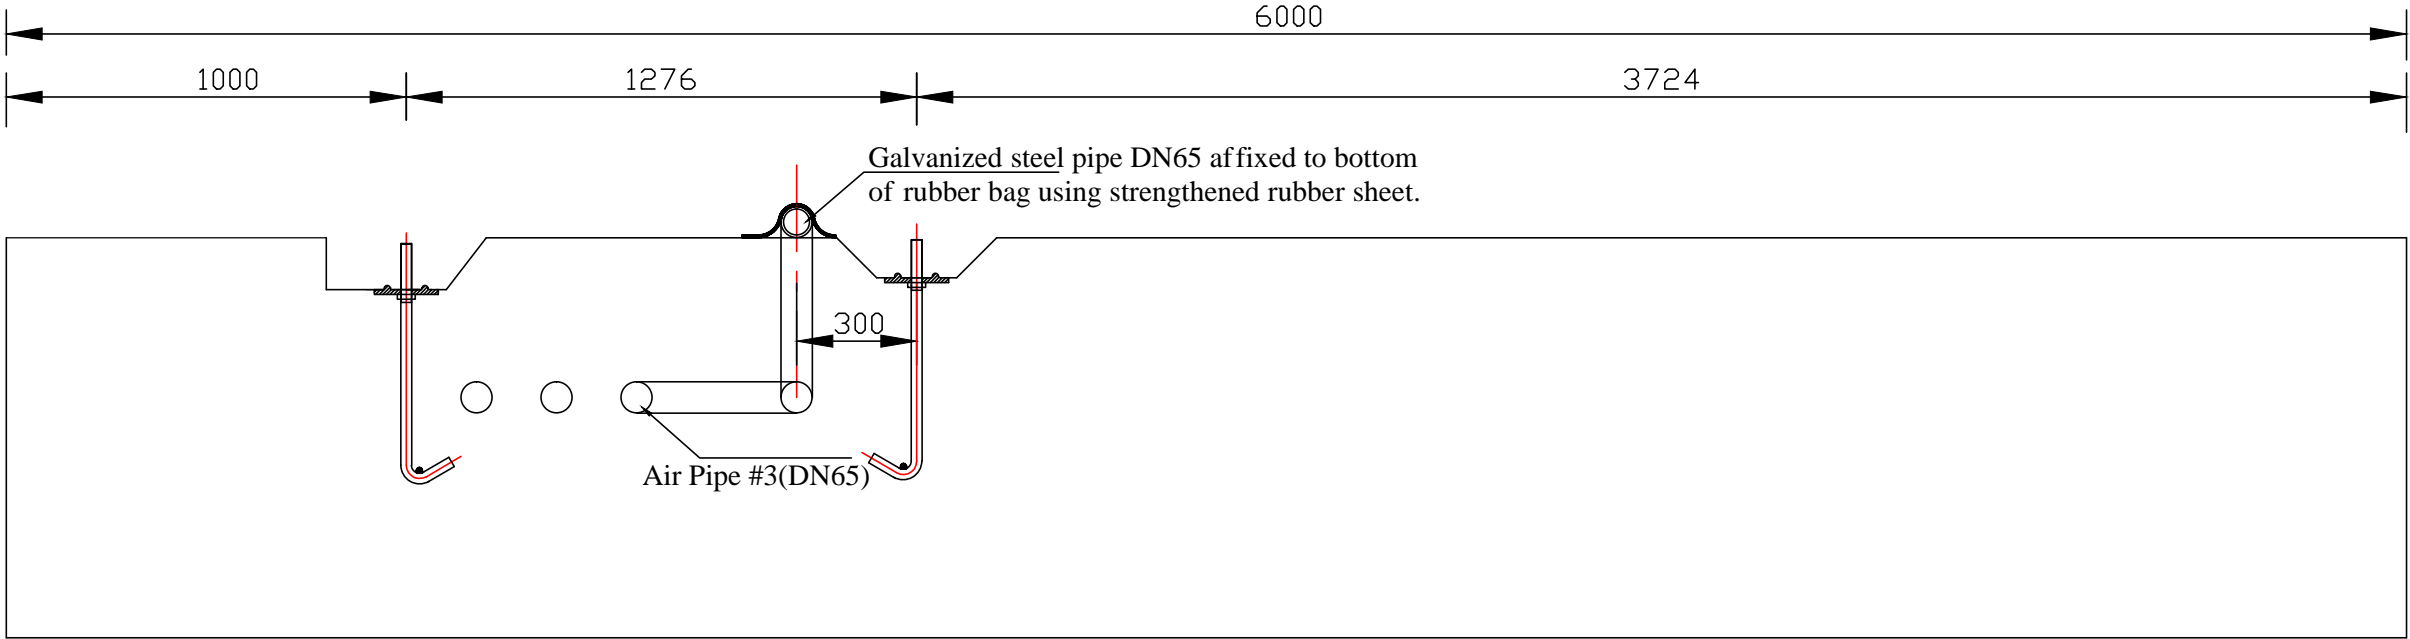 6000
1000
1276
3724
Galvanized steel pipe DN65 affixed to bottom
of rubber bag using strengthened rubber sheet.
300
Air Pipe #3(DN65)